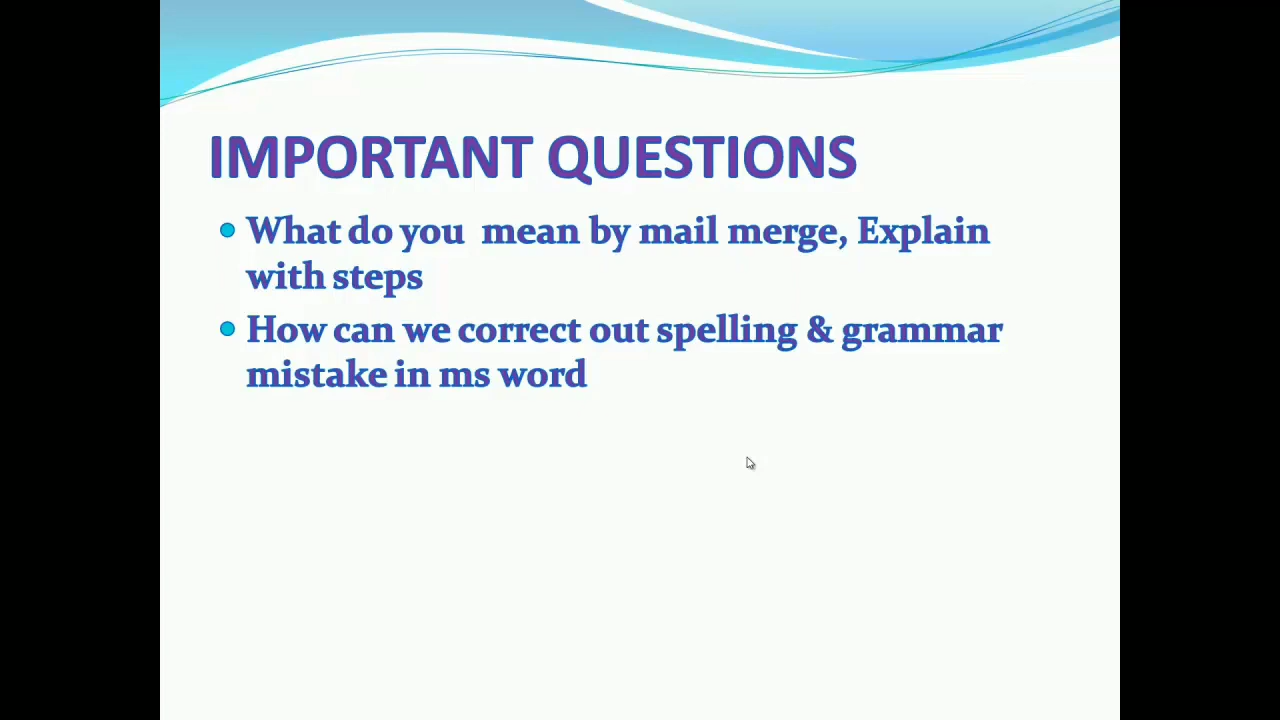 IMPORTANT QUESTIONS
What do you mean by mail merge, Explain
with steps
How can we correct out spelling & grammar
mistake in ms word